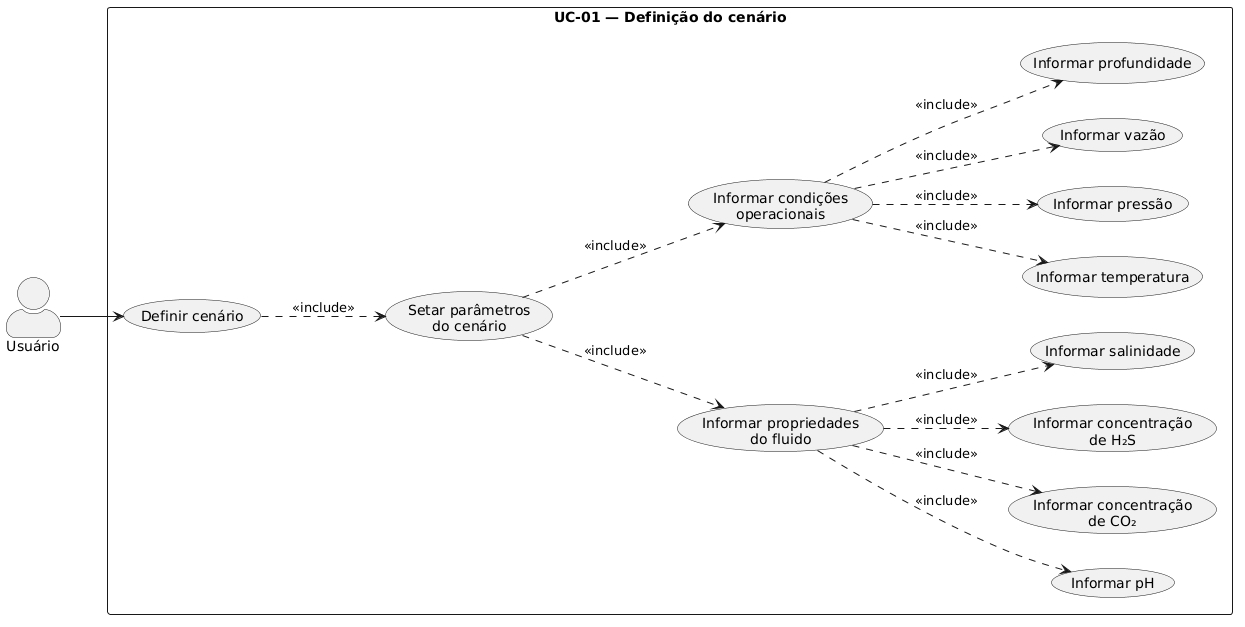 UC-01 — Definição do cenário
Usuário
Definir cenário
«include»
Setar parâmetros
do cenário
«include»
«include»
Informar condições
operacionais
«include»
«include»
«include»
«include»
Informar profundidade
Informar vazão
Informar pressão
Informar temperatura
Informar propriedades
do fluido
«include»
«include»
«include»
«include»
Informar salinidade
Informar concentração
de H₂S
Informar concentração
de CO₂
Informar pH